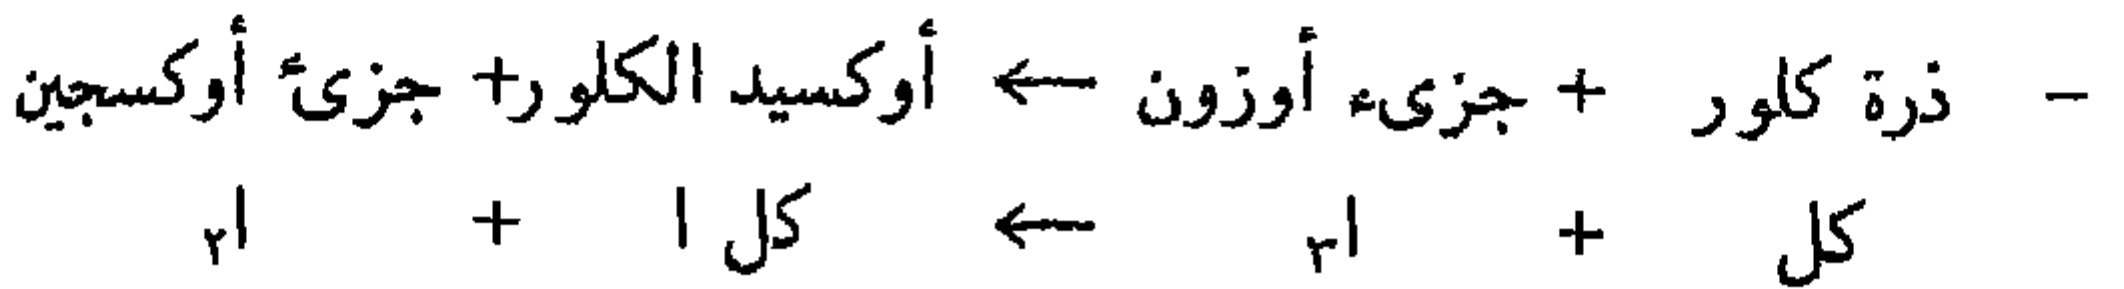 - ذرة كلور + جزىء أوزون ← أوكسيد الكلور + جزئ أوكسجين
كل + ا٣ ← كل ا + ا٢